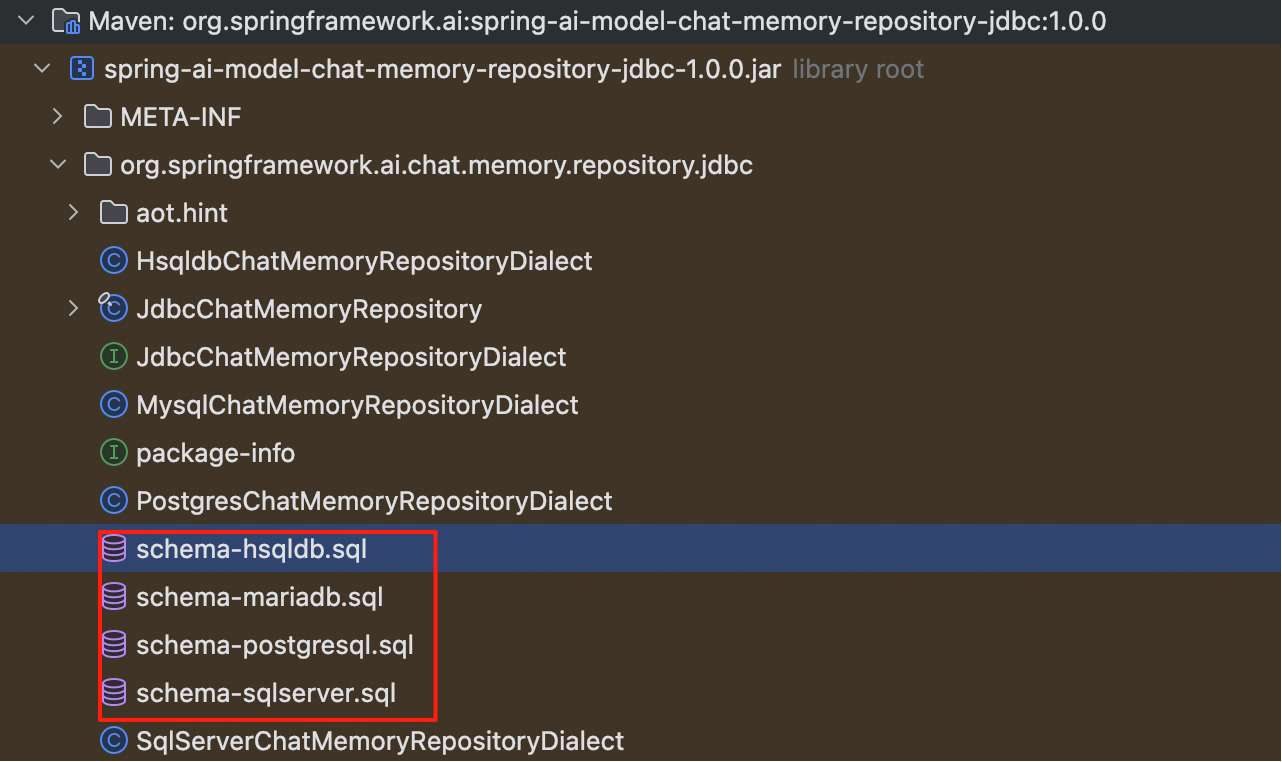 Maven: org.springframework.ai:spring-ai-model-chat-memory-repository-jdbc:1.0.0
spring-ai-model-chat-memory-repository-jdbc-1.0.0.jar library root
META-INF
org.springframework.ai.chat.memory.repository.jdbc
aot.hint
HsqldbChatMemoryRepositoryDialect
JdbcChatMemoryRepository
JdbcChatMemoryRepositoryDialect
MysqlChatMemoryRepositoryDialect
package-info
PostgresChatMemoryRepositoryDialect
schema-hsqldb.sql
schema-mariadb.sql
schema-postgresql.sql
schema-sqlserver.sql
SqlServerChatMemoryRepositoryDialect